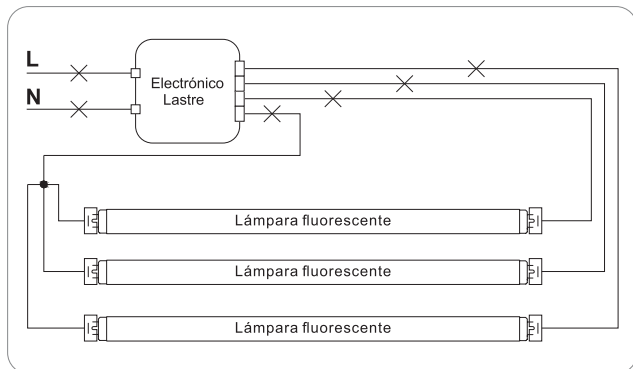 L
N
Electrónico
Lastre
Lámpara fluorescente
Lámpara fluorescente
Lámpara fluorescente